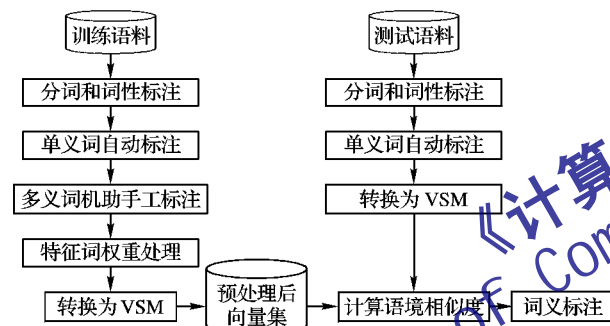 训练语料
测试语料
分词和词性标注
分词和词性标注
单义词自动标注
单义词自动标注
多义词机助手工标注
转换为 VSM
特征词权重处理
转换为 VSM
预处理后
向量集
计算语境相似度
词义标注
《计算
of Com